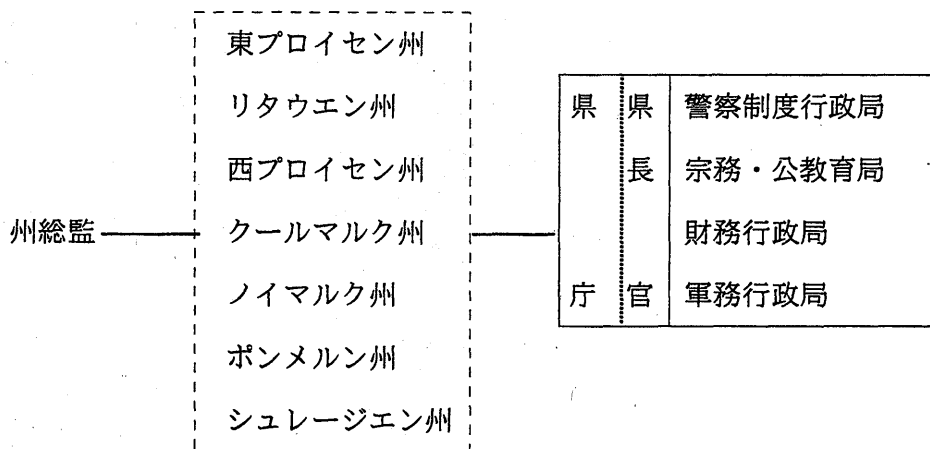 州総監
東プロイセン州
リタウエン州
西プロイセン州
クールマルク州
ノイマルク州
ポンメルン州
シュレージエン州
県庁
県長官
警察制度行政局
宗務・公教育局
財務行政局
軍務行政局